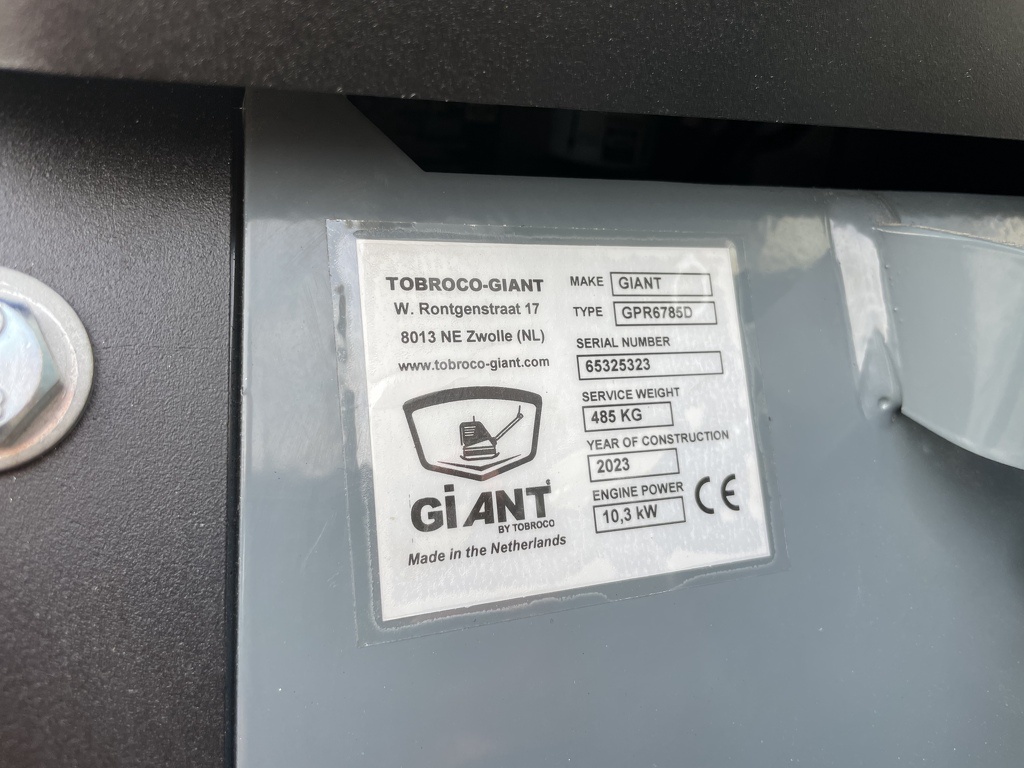 TOBROCO-GIANT
W. Rontgenstraat 17
8013 NE Zwolle (NL)
www.tobroco-giant.com
GiANT
BY TOBROCO
Made in the Netherlands
MAKE GIANT
TYPE GPR6785D
SERIAL NUMBER
65325323
SERVICE WEIGHT
485 KG
YEAR OF CONSTRUCTION
2023
ENGINE POWER
10,3 kW
CE